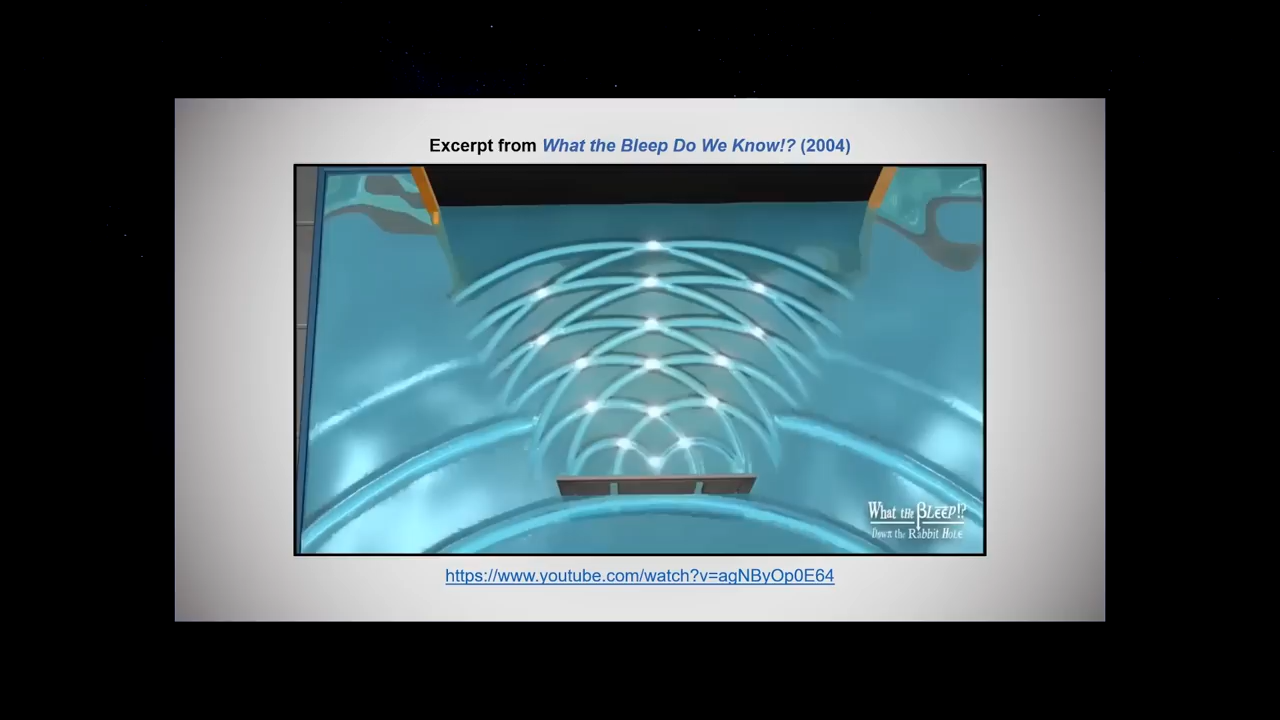 Excerpt from What the Bleep Do We Know!? (2004)
What the βleep!?
Down the Rabbit Hole
https://www.youtube.com/watch?v=agNByOp0E64